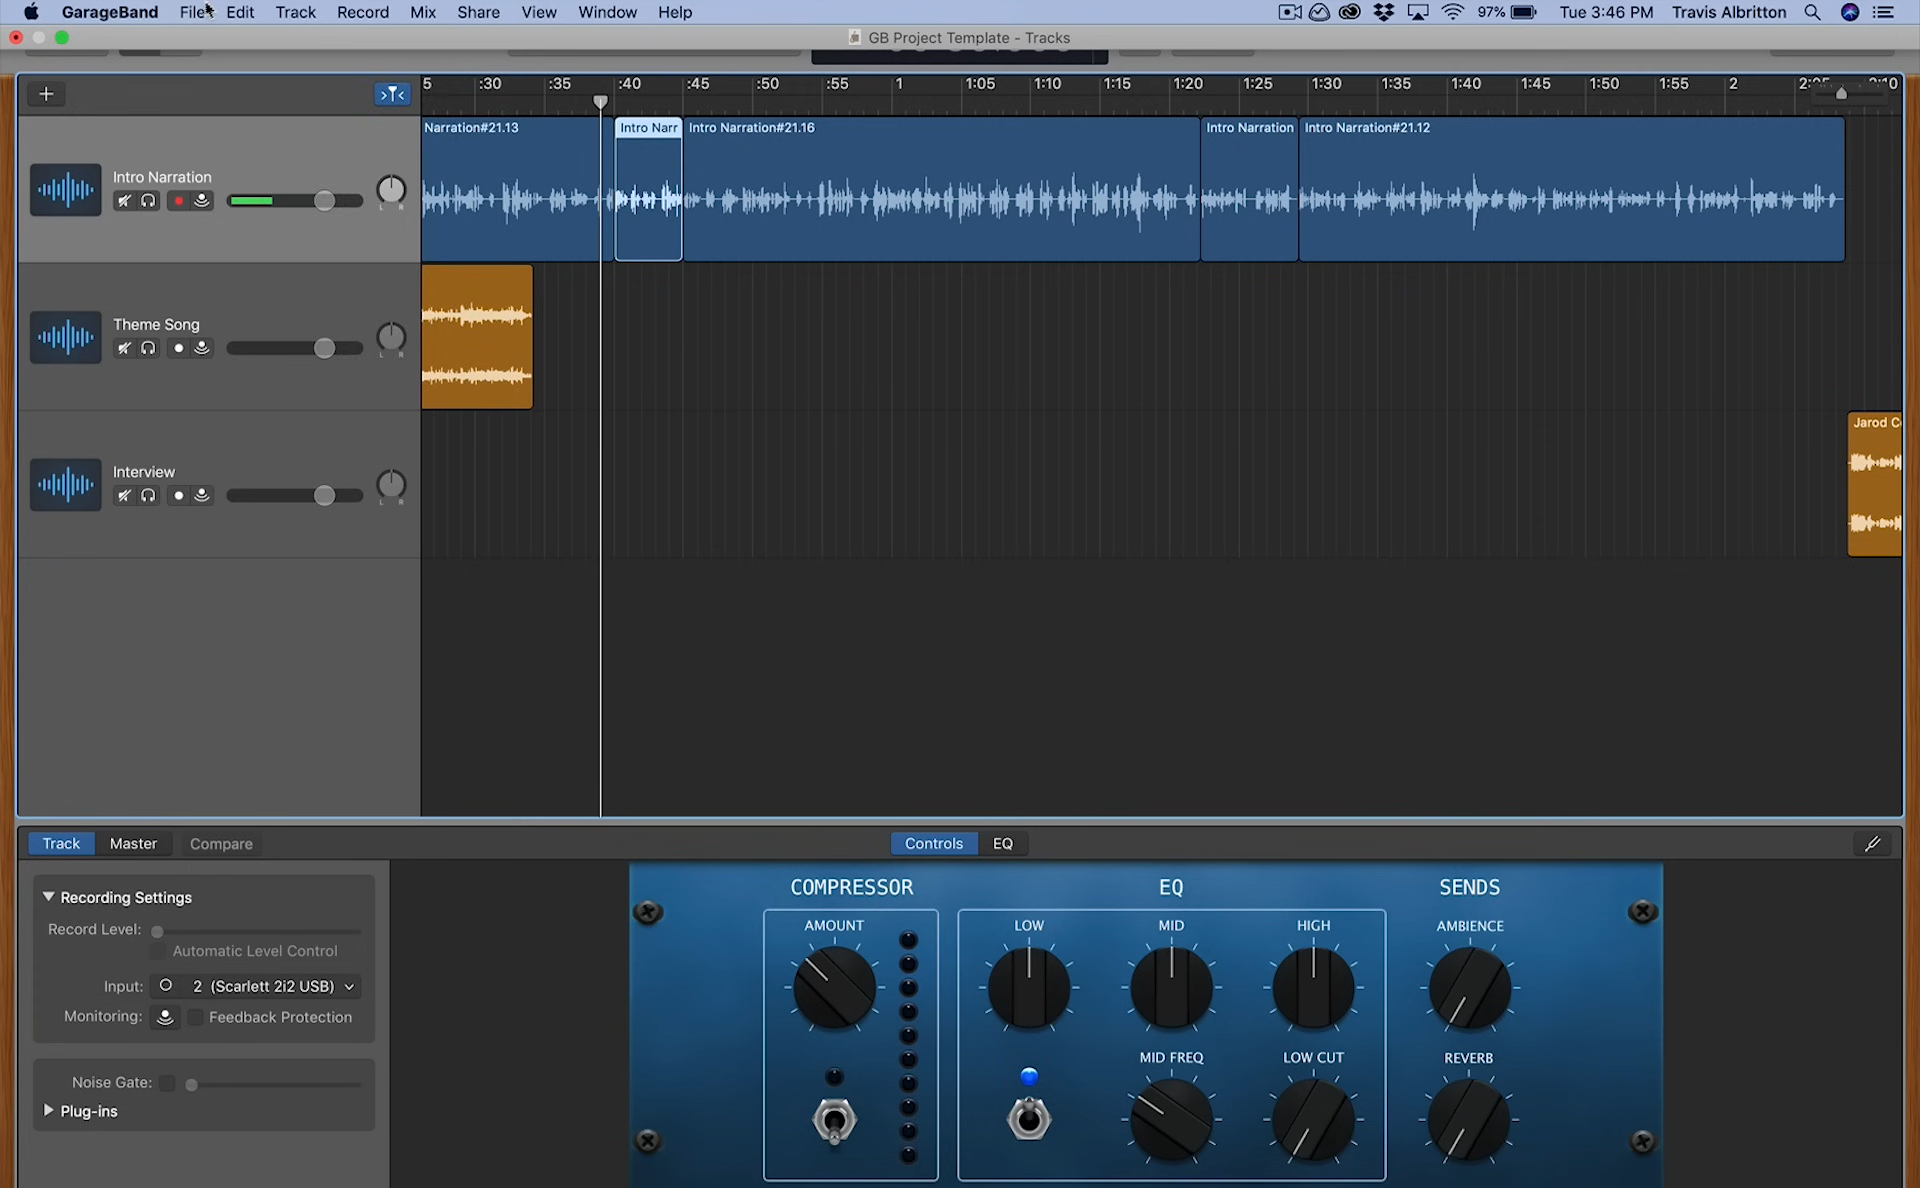 GarageBand File Edit Track Record Mix Share View Window Help 97% Tue 3:46 PM Travis Albritton
GB Project Template - Tracks
5 :30 :35 :40 :45 :50 :55 1 1:05 1:10 1:15 1:20 1:25 1:30 1:35 1:40 1:45 1:50 1:55 2
Narration#21.13 Intro Narr Intro Narration#21.16 Intro Narration Intro Narration#21.12
Intro Narration
L R
Theme Song
L R
Jarod C
Interview
L R
Track Master Compare Controls EQ
Recording Settings
Record Level:
Automatic Level Control
Input: 2 (Scarlett 2i2 USB)
Monitoring: Feedback Protection
Noise Gate:
Plug-ins
COMPRESSOR EQ SENDS
AMOUNT LOW MID HIGH AMBIENCE
MID FREQ LOW CUT REVERB